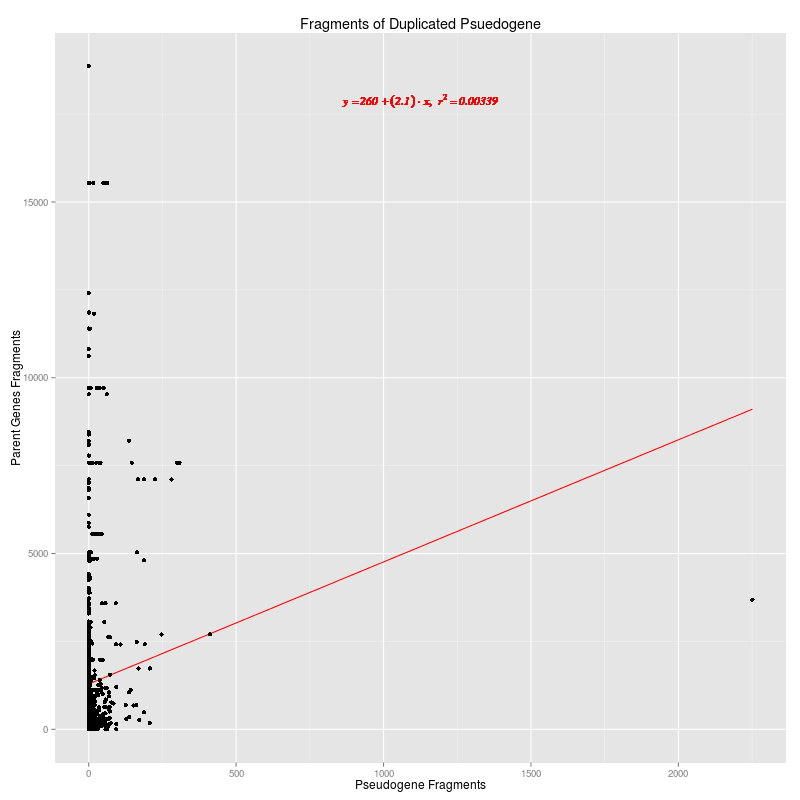 Fragments of Duplicated Psuedogene
y = 260 + (2.1) · x, r² = 0.00339
Parent Genes Fragments
15000
10000
5000
0
0 500 1000 1500 2000
Pseudogene Fragments